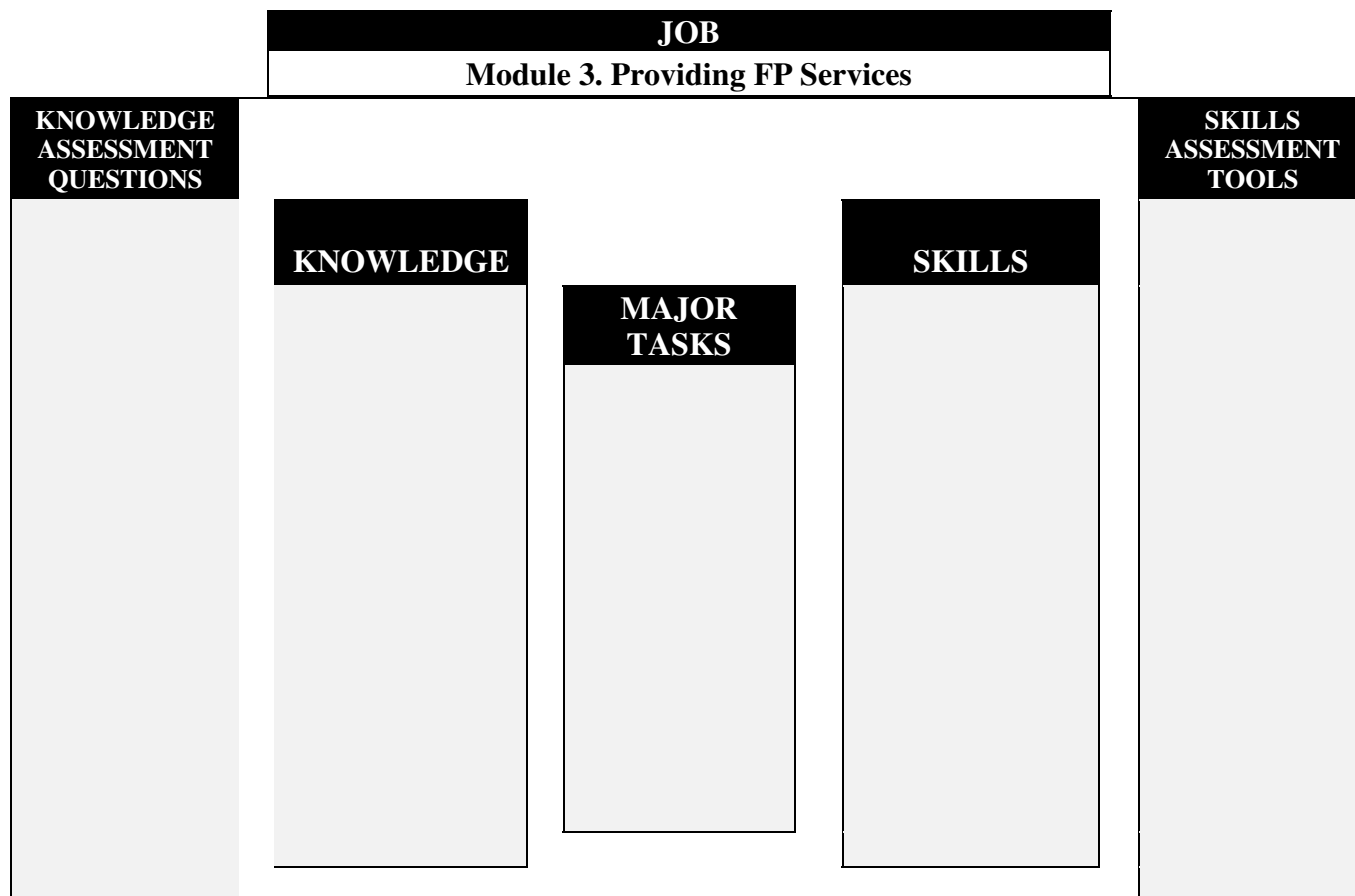 JOB
Module 3. Providing FP Services
KNOWLEDGE
ASSESSMENT
QUESTIONS
SKILLS
ASSESSMENT
TOOLS
KNOWLEDGE
SKILLS
MAJOR
TASKS